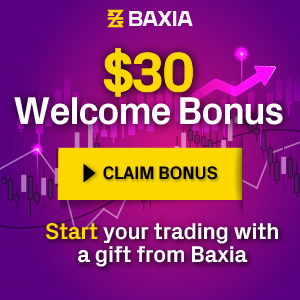 BAXIA
$30
Welcome Bonus
CLAIM BONUS
Start your trading with
a gift from Baxia